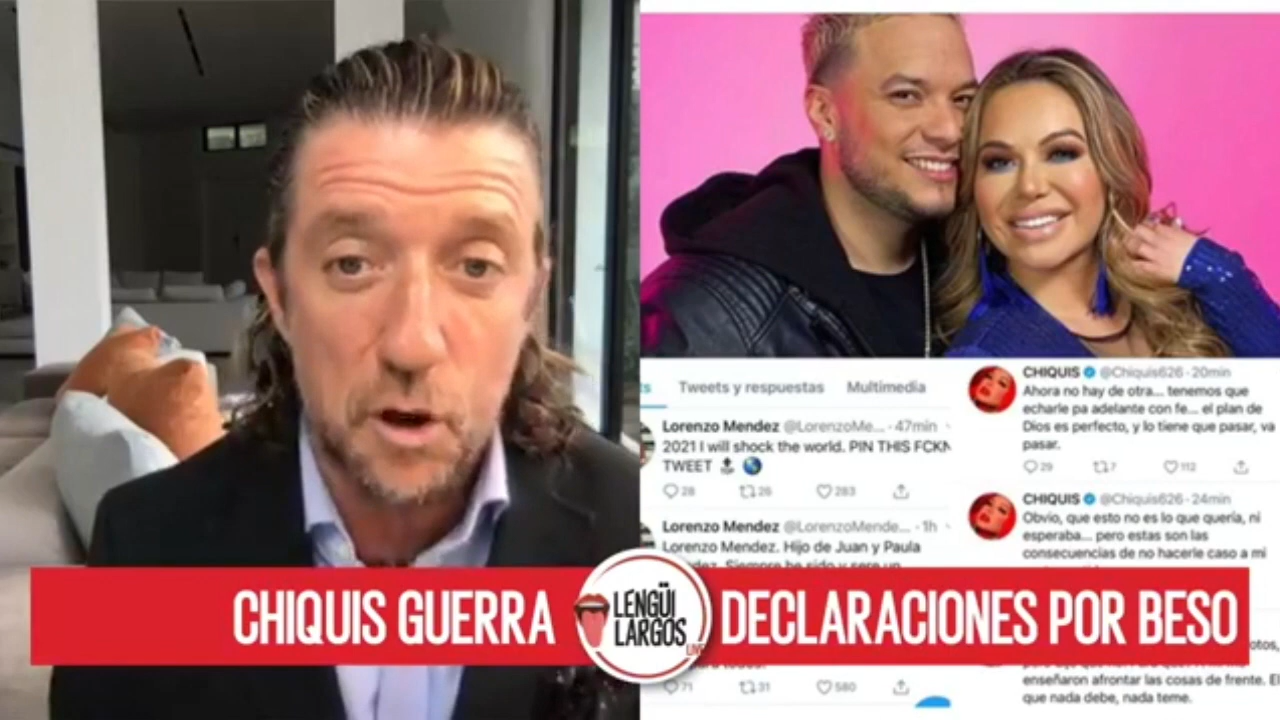 Tweets y respuestas
Multimedia
Lorenzo Mendez @LorenzoMe... · 47min
2021 I will shock the world. PIN THIS FCKN
TWEET
28
26
283
Lorenzo Mendez @LorenzoMende... · 1h
Lorenzo Mendez. Hijo de Juan y Paula
Siempre he sido y sere un
71
31
580
CHIQUIS @Chiquis626 · 20min
Ahora no hay de otra... tenemos que
echarle pa adelante con fe... el plan de
Dios es perfecto, y lo tiene que pasar, va
pasar.
29
7
112
CHIQUIS @Chiquis626 · 24min
Obvio, que esto no es lo que quería, ni
esperaba... pero estas son las
consecuencias de no hacerle caso a mi
enseñaron afrontar las cosas de frente. El
que nada debe, nada teme.
CHIQUIS GUERRA
LENGÜI
LARGOS
LIVE
DECLARACIONES POR BESO